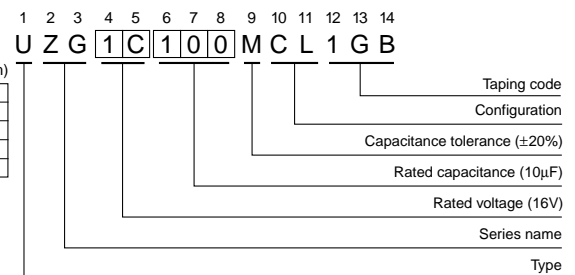 1 2 3 4 5 6 7 8 9 10 11 12 13 14
U Z G 1 C 1 0 0 M C L 1 G B
)
Taping code
Configuration
Capacitance tolerance (±20%)
Rated capacitance (10μF)
Rated voltage (16V)
Series name
Type